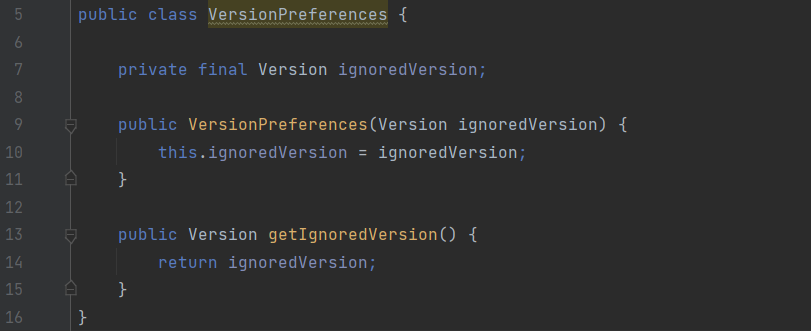 5 public class VersionPreferences {
6
7     private final Version ignoredVersion;
8
9     public VersionPreferences(Version ignoredVersion) {
10         this.ignoredVersion = ignoredVersion;
11     }
12
13     public Version getIgnoredVersion() {
14         return ignoredVersion;
15     }
16 }